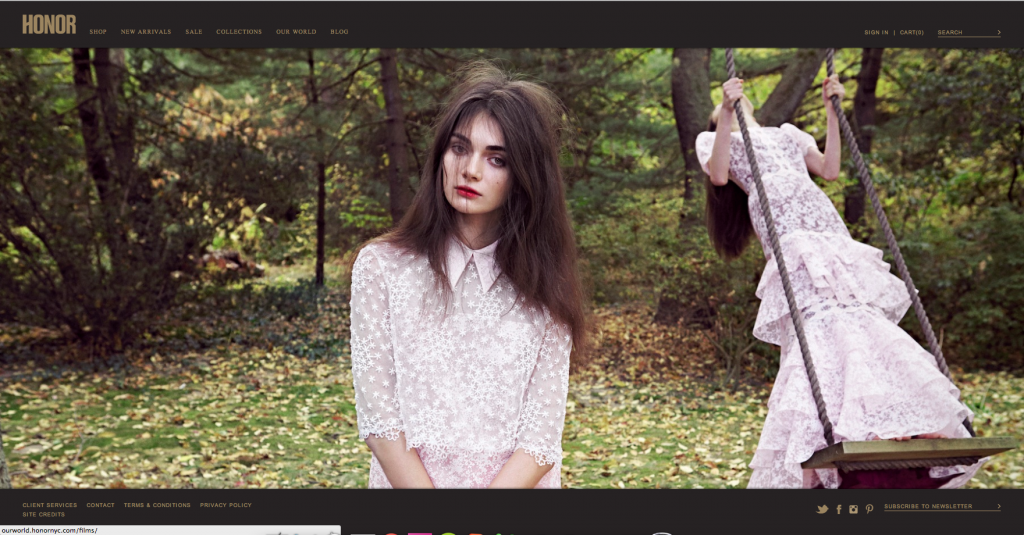 HONOR
SHOP NEW ARRIVALS SALE COLLECTIONS OUR WORLD BLOG
SIGN IN | CART(0) SEARCH >
CLIENT SERVICES CONTACT TERMS & CONDITIONS PRIVACY POLICY
SITE CREDITS
SUBSCRIBE TO NEWSLETTER >
ourworld.honornyc.com/films/